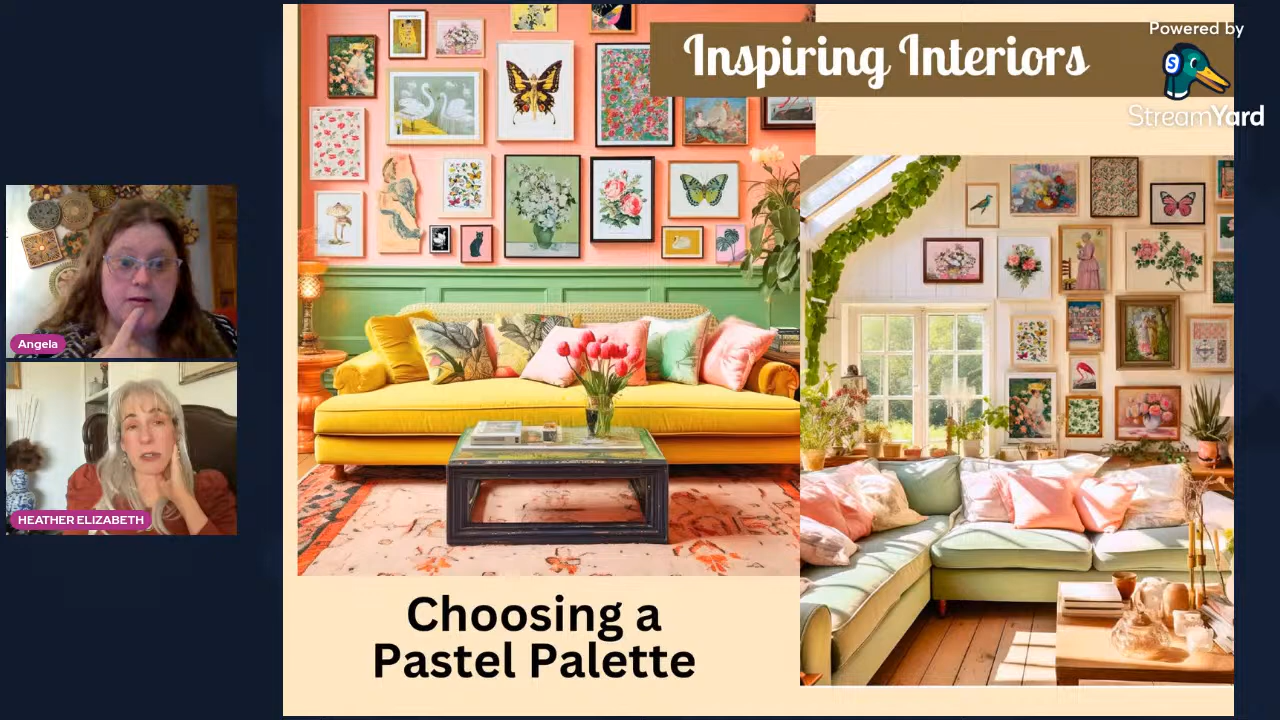 Inspiring Interiors
Powered by
StreamYard
Angela
HEATHER ELIZABETH
Choosing a
Pastel Palette